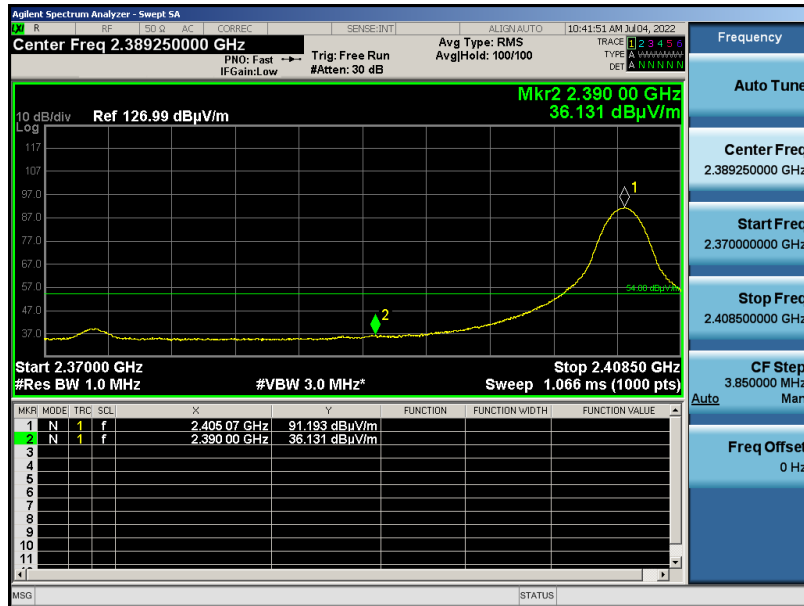 Agilent Spectrum Analyzer - Swept SA
LXI R RF 50 Ω AC CORREC SENSE:INT ALIGN AUTO 10:41:51 AM Jul 04, 2022
Center Freq 2.389250000 GHz
PNO: Fast
IFGain:Low
Trig: Free Run
#Atten: 30 dB
Avg Type: RMS
Avg|Hold: 100/100
TRACE 1 2 3 4 5 6
TYPE A WWWWW
DET A N N N N N
Mkr2 2.390 00 GHz
36.131 dBµV/m
10 dB/div Ref 126.99 dBµV/m
Log
117
107
97.0
87.0
77.0
67.0
57.0
47.0
37.0
1
2
54.00 dBµV/m
Start 2.37000 GHz Stop 2.40850 GHz
#Res BW 1.0 MHz #VBW 3.0 MHz* Sweep 1.066 ms (1000 pts)
MKR MODE TRC SCL X Y FUNCTION FUNCTION WIDTH FUNCTION VALUE
1 N 1 f 2.405 07 GHz 91.193 dBµV/m
2 N 1 f 2.390 00 GHz 36.131 dBµV/m
3
4
5
6
7
8
9
10
11
MSG STATUS
Frequency
Auto Tune
Center Freq
2.389250000 GHz
Start Freq
2.370000000 GHz
Stop Freq
2.408500000 GHz
CF Step
3.850000 MHz
Auto Man
Freq Offset
0 Hz